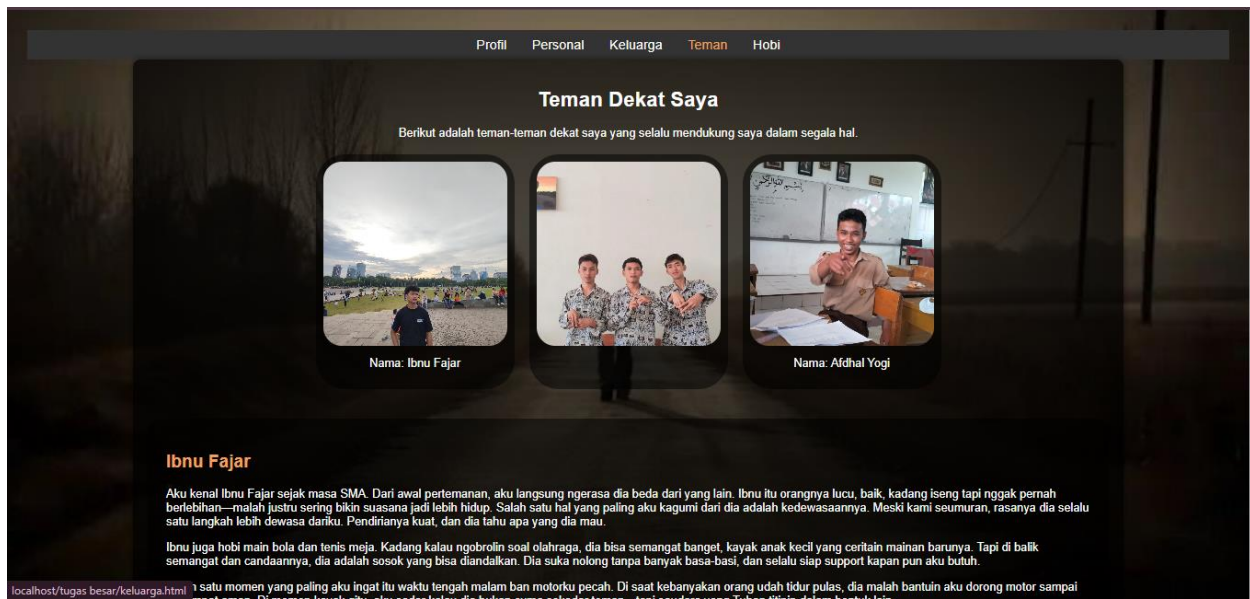 Profil Personal Keluarga Teman Hobi
Teman Dekat Saya
Berikut adalah teman-teman dekat saya yang selalu mendukung saya dalam segala hal.
Nama: Ibnu Fajar
Nama: Afdhal Yogi
Ibnu Fajar
Aku kenal Ibnu Fajar sejak masa SMA. Dari awal pertemanan, aku langsung ngerasa dia beda dari yang lain. Ibnu itu orangnya lucu, baik, kadang iseng tapi nggak pernah
berlebihan—malah justru sering bikin suasana jadi lebih hidup. Salah satu hal yang paling aku kagumi dari dia adalah kedewasaannya. Meski kami seumuran, rasanya dia selalu
satu langkah lebih dewasa dariku. Pendirianya kuat, dan dia tahu apa yang dia mau.
Ibnu juga hobi main bola dan tenis meja. Kadang kalau ngobrolin soal olahraga, dia bisa semangat banget, kayak anak kecil yang ceritain mainan barunya. Tapi di balik
semangat dan candaannya, dia adalah sosok yang bisa diandalkan. Dia suka nolong tanpa banyak basa-basi, dan selalu siap support kapan pun aku butuh.
satu momen yang paling aku ingat itu waktu tengah malam ban motorku pecah. Di saat kebanyakan orang udah tidur pulas, dia malah bantuin aku dorong motor sampai
localhost/tugas besar/keluarga.html